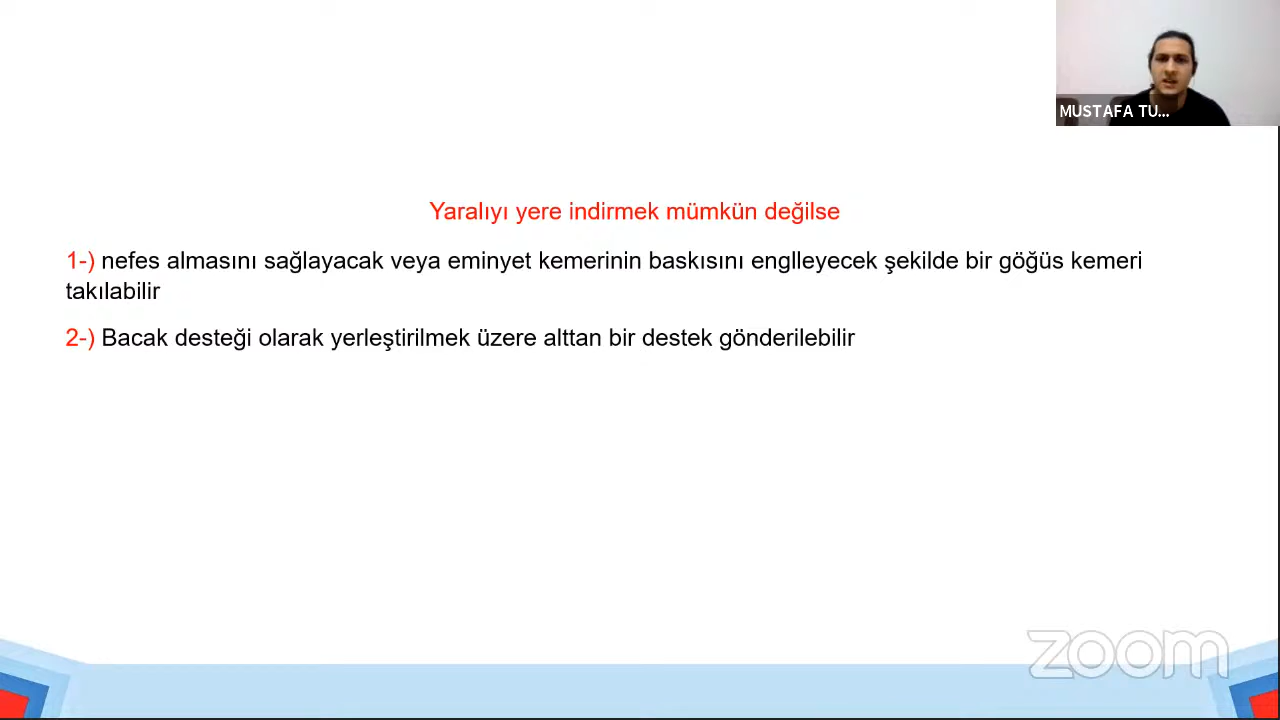 MUSTAFA TU...
Yaralıyı yere indirmek mümkün değilse
1-) nefes almasını sağlayacak veya eminyet kemerinin baskısını englleyecek şekilde bir göğüs kemeri
takılabilir
2-) Bacak desteği olarak yerleştirilmek üzere alttan bir destek gönderilebilir
zoom